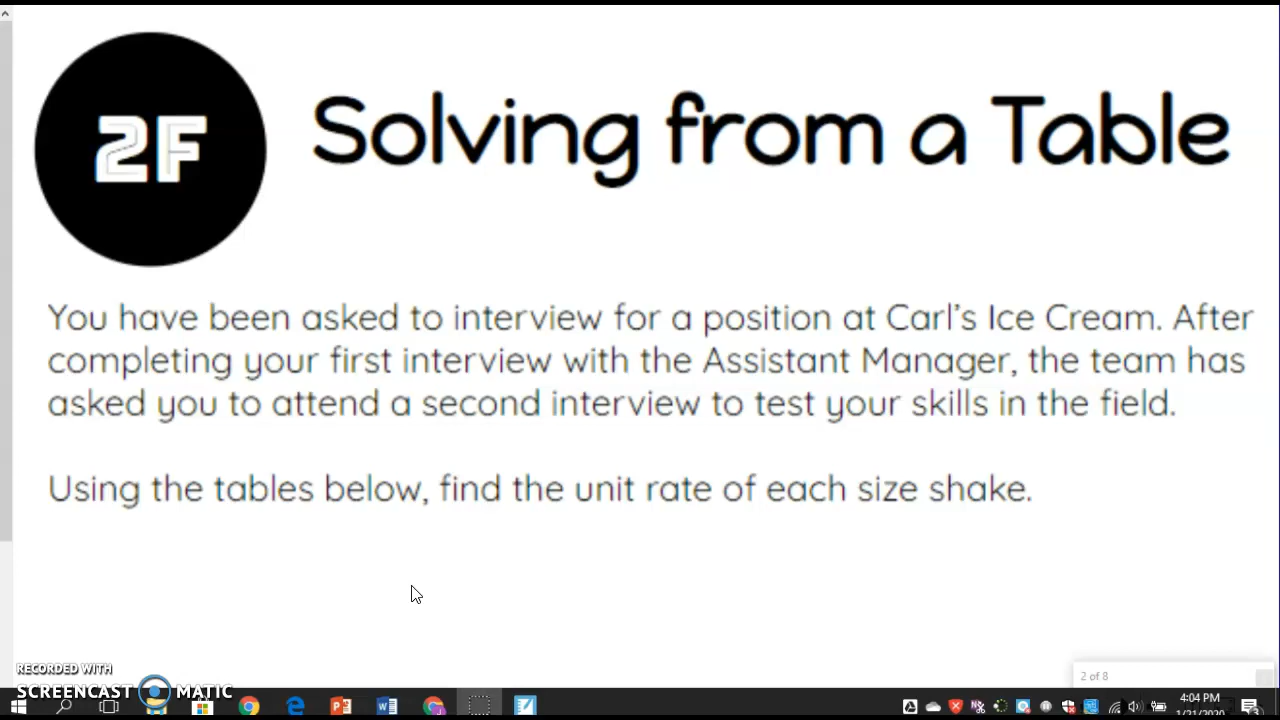 2F
Solving from a Table
You have been asked to interview for a position at Carl's Ice Cream. After
completing your first interview with the Assistant Manager, the team has
asked you to attend a second interview to test your skills in the field.
Using the tables below, find the unit rate of each size shake.
2 of 8
RECORDED WITH
SCREENCAST MATIC
4:04 PM
1/21/2020